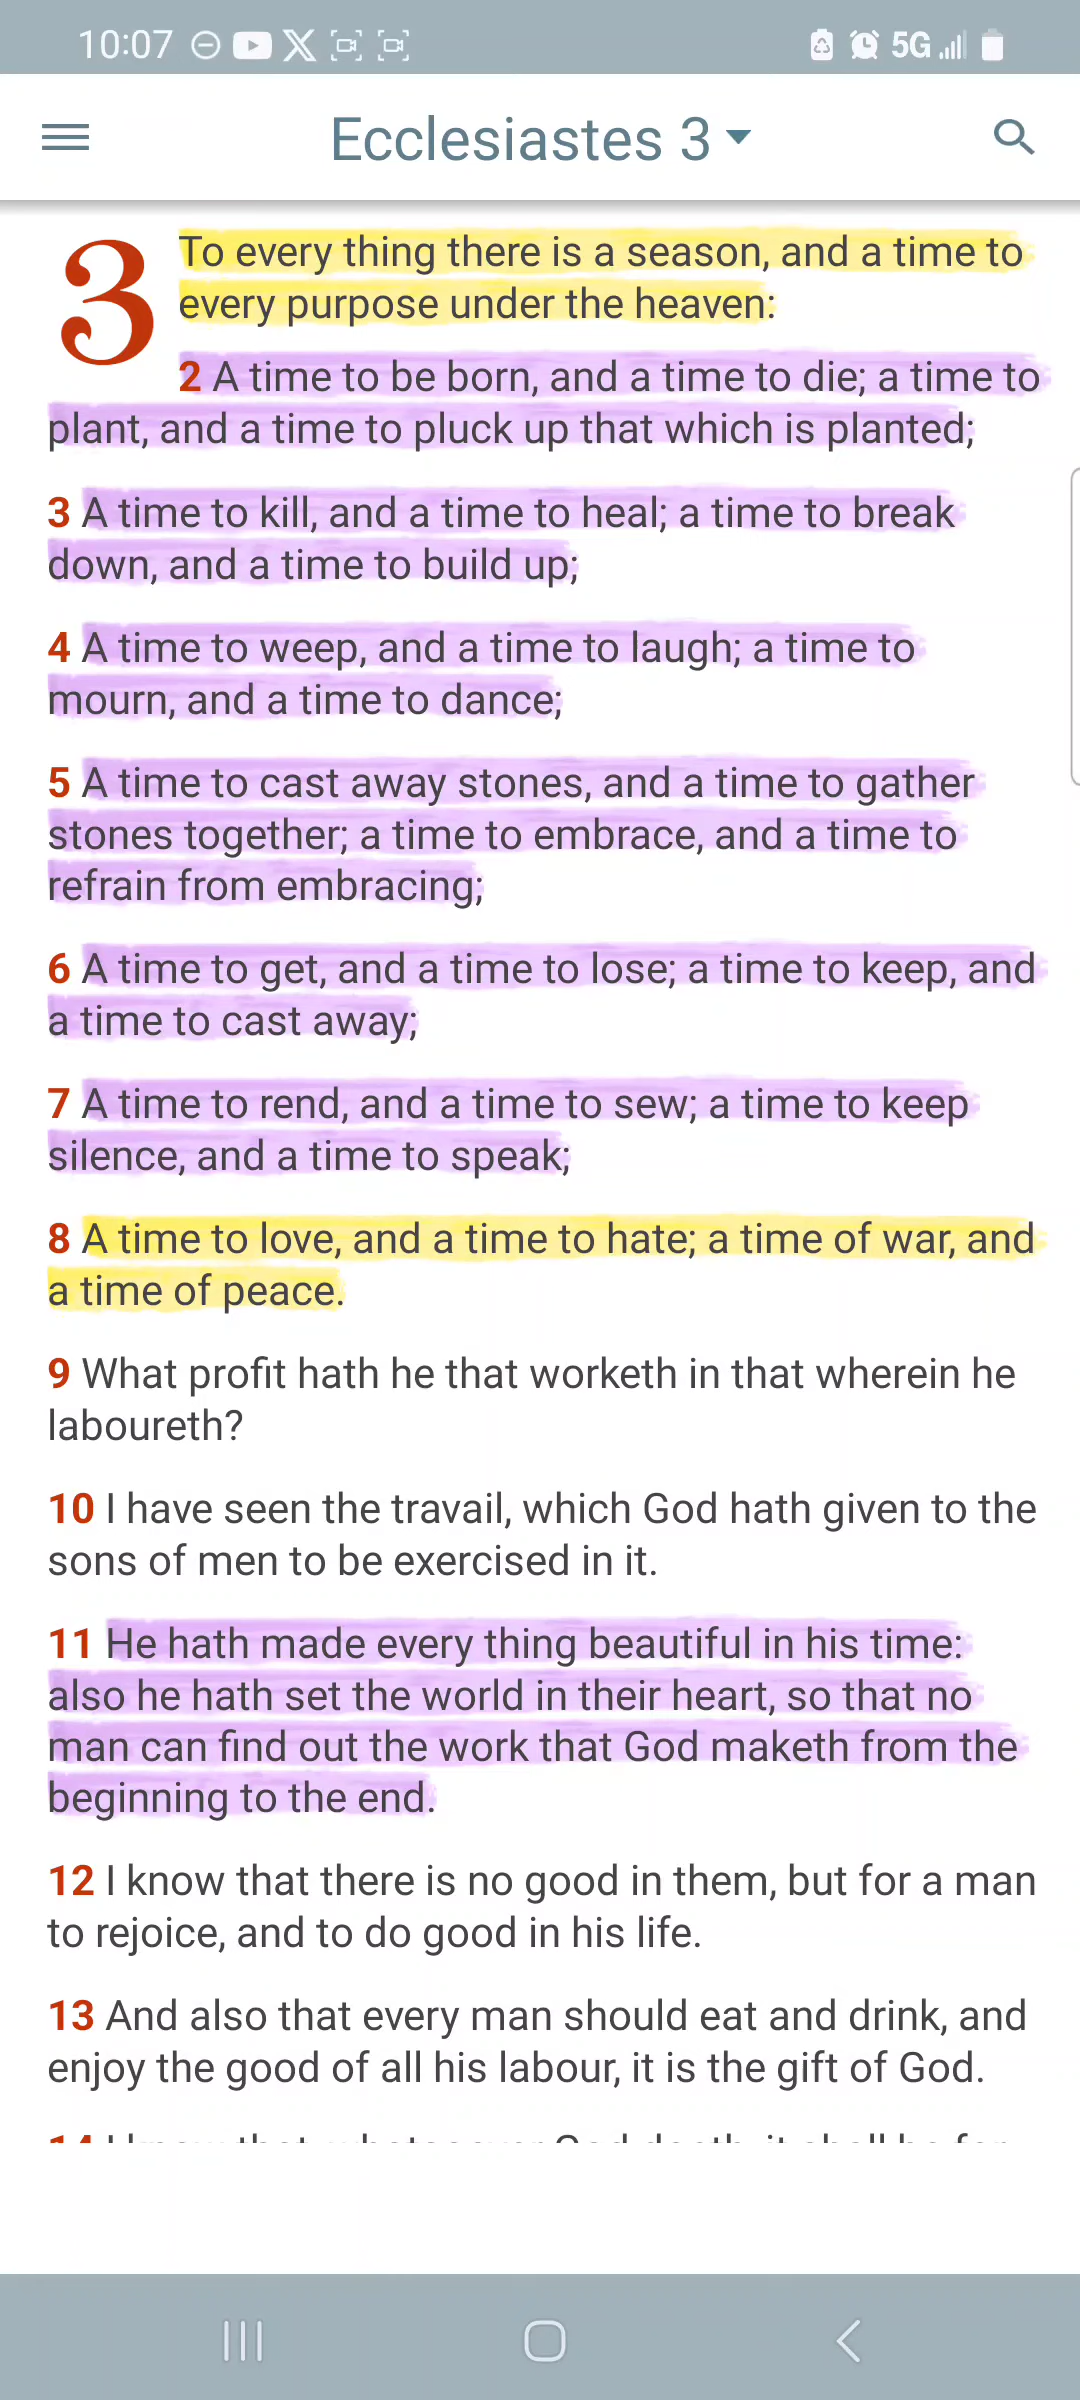 10:07
5G
Ecclesiastes 3
3 To every thing there is a season, and a time to
every purpose under the heaven:
2 A time to be born, and a time to die; a time to
plant, and a time to pluck up that which is planted;
3 A time to kill, and a time to heal; a time to break
down, and a time to build up;
4 A time to weep, and a time to laugh; a time to
mourn, and a time to dance;
5 A time to cast away stones, and a time to gather
stones together; a time to embrace, and a time to
refrain from embracing;
6 A time to get, and a time to lose; a time to keep, and
a time to cast away;
7 A time to rend, and a time to sew; a time to keep
silence, and a time to speak;
8 A time to love, and a time to hate; a time of war, and
a time of peace.
9 What profit hath he that worketh in that wherein he
laboureth?
10 I have seen the travail, which God hath given to the
sons of men to be exercised in it.
11 He hath made every thing beautiful in his time:
also he hath set the world in their heart, so that no
man can find out the work that God maketh from the
beginning to the end.
12 I know that there is no good in them, but for a man
to rejoice, and to do good in his life.
13 And also that every man should eat and drink, and
enjoy the good of all his labour, it is the gift of God.